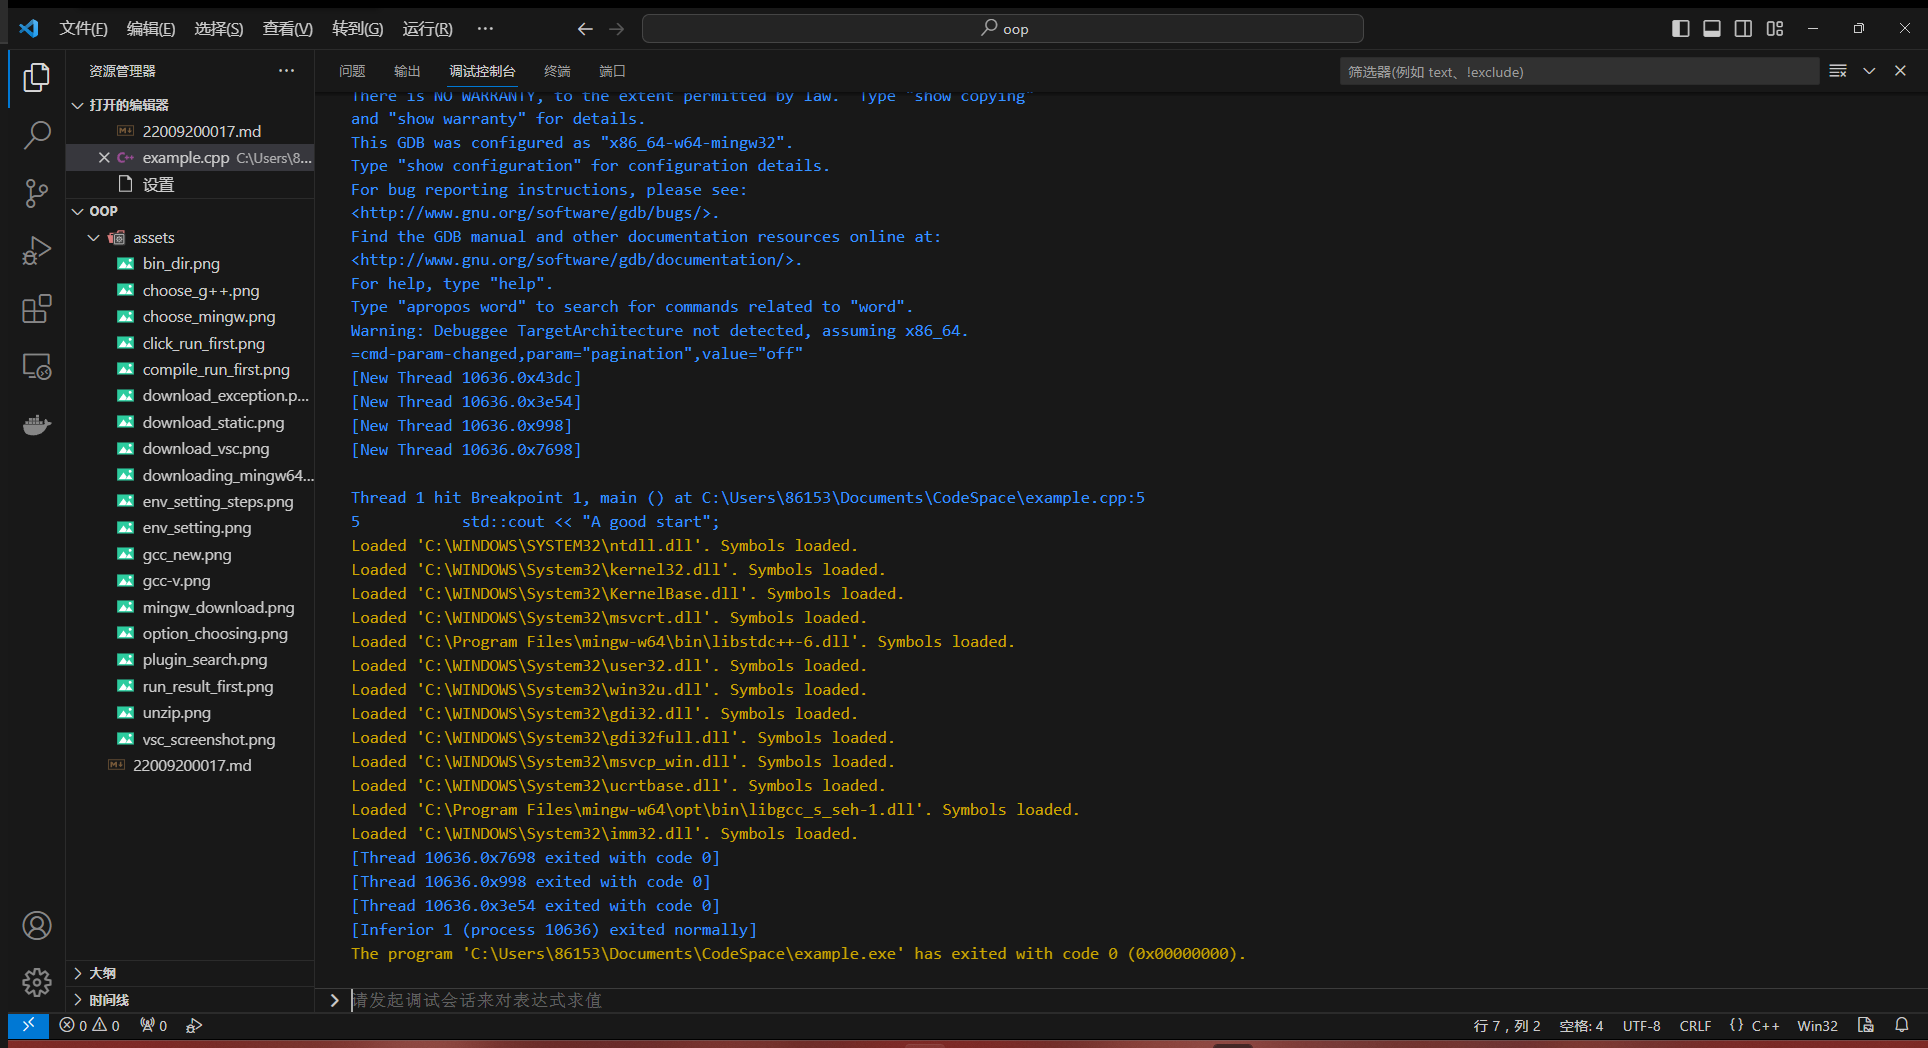 文件(F) 编辑(E) 选择(S) 查看(V) 转到(G) 运行(R) ··· oop
资源管理器 ···
打开的编辑器
22009200017.md
example.cpp C:\Users\8...
设置
OOP
assets
bin_dir.png
choose_g++.png
choose_mingw.png
click_run_first.png
compile_run_first.png
download_exception.p...
download_static.png
download_vsc.png
downloading_mingw64...
env_setting_steps.png
env_setting.png
gcc_new.png
gcc-v.png
mingw_download.png
option_choosing.png
plugin_search.png
run_result_first.png
unzip.png
vsc_screenshot.png
22009200017.md
大纲
时间线
问题 输出 调试控制台 终端 端口 筛选器(例如 text、!exclude)
There is NO WARRANTY, to the extent permitted by law.  Type "show copying"
and "show warranty" for details.
This GDB was configured as "x86_64-w64-mingw32".
Type "show configuration" for configuration details.
For bug reporting instructions, please see:
<http://www.gnu.org/software/gdb/bugs/>.
Find the GDB manual and other documentation resources online at:
<http://www.gnu.org/software/gdb/documentation/>.
For help, type "help".
Type "apropos word" to search for commands related to "word".
Warning: Debuggee TargetArchitecture not detected, assuming x86_64.
=cmd-param-changed,param="pagination",value="off"
[New Thread 10636.0x43dc]
[New Thread 10636.0x3e54]
[New Thread 10636.0x998]
[New Thread 10636.0x7698]
Thread 1 hit Breakpoint 1, main () at C:\Users\86153\Documents\CodeSpace\example.cpp:5
5           std::cout << "A good start";
Loaded 'C:\WINDOWS\SYSTEM32\ntdll.dll'. Symbols loaded.
Loaded 'C:\WINDOWS\System32\kernel32.dll'. Symbols loaded.
Loaded 'C:\WINDOWS\System32\KernelBase.dll'. Symbols loaded.
Loaded 'C:\WINDOWS\System32\msvcrt.dll'. Symbols loaded.
Loaded 'C:\Program Files\mingw-w64\bin\libstdc++-6.dll'. Symbols loaded.
Loaded 'C:\WINDOWS\System32\user32.dll'. Symbols loaded.
Loaded 'C:\WINDOWS\System32\win32u.dll'. Symbols loaded.
Loaded 'C:\WINDOWS\System32\gdi32.dll'. Symbols loaded.
Loaded 'C:\WINDOWS\System32\gdi32full.dll'. Symbols loaded.
Loaded 'C:\WINDOWS\System32\msvcp_win.dll'. Symbols loaded.
Loaded 'C:\WINDOWS\System32\ucrtbase.dll'. Symbols loaded.
Loaded 'C:\Program Files\mingw-w64\opt\bin\libgcc_s_seh-1.dll'. Symbols loaded.
Loaded 'C:\WINDOWS\System32\imm32.dll'. Symbols loaded.
[Thread 10636.0x7698 exited with code 0]
[Thread 10636.0x998 exited with code 0]
[Thread 10636.0x3e54 exited with code 0]
[Inferior 1 (process 10636) exited normally]
The program 'C:\Users\86153\Documents\CodeSpace\example.exe' has exited with code 0 (0x00000000).
请发起调试会话来对表达式求值
0 0 0 行 7，列 2 空格: 4 UTF-8 CRLF {} C++ Win32